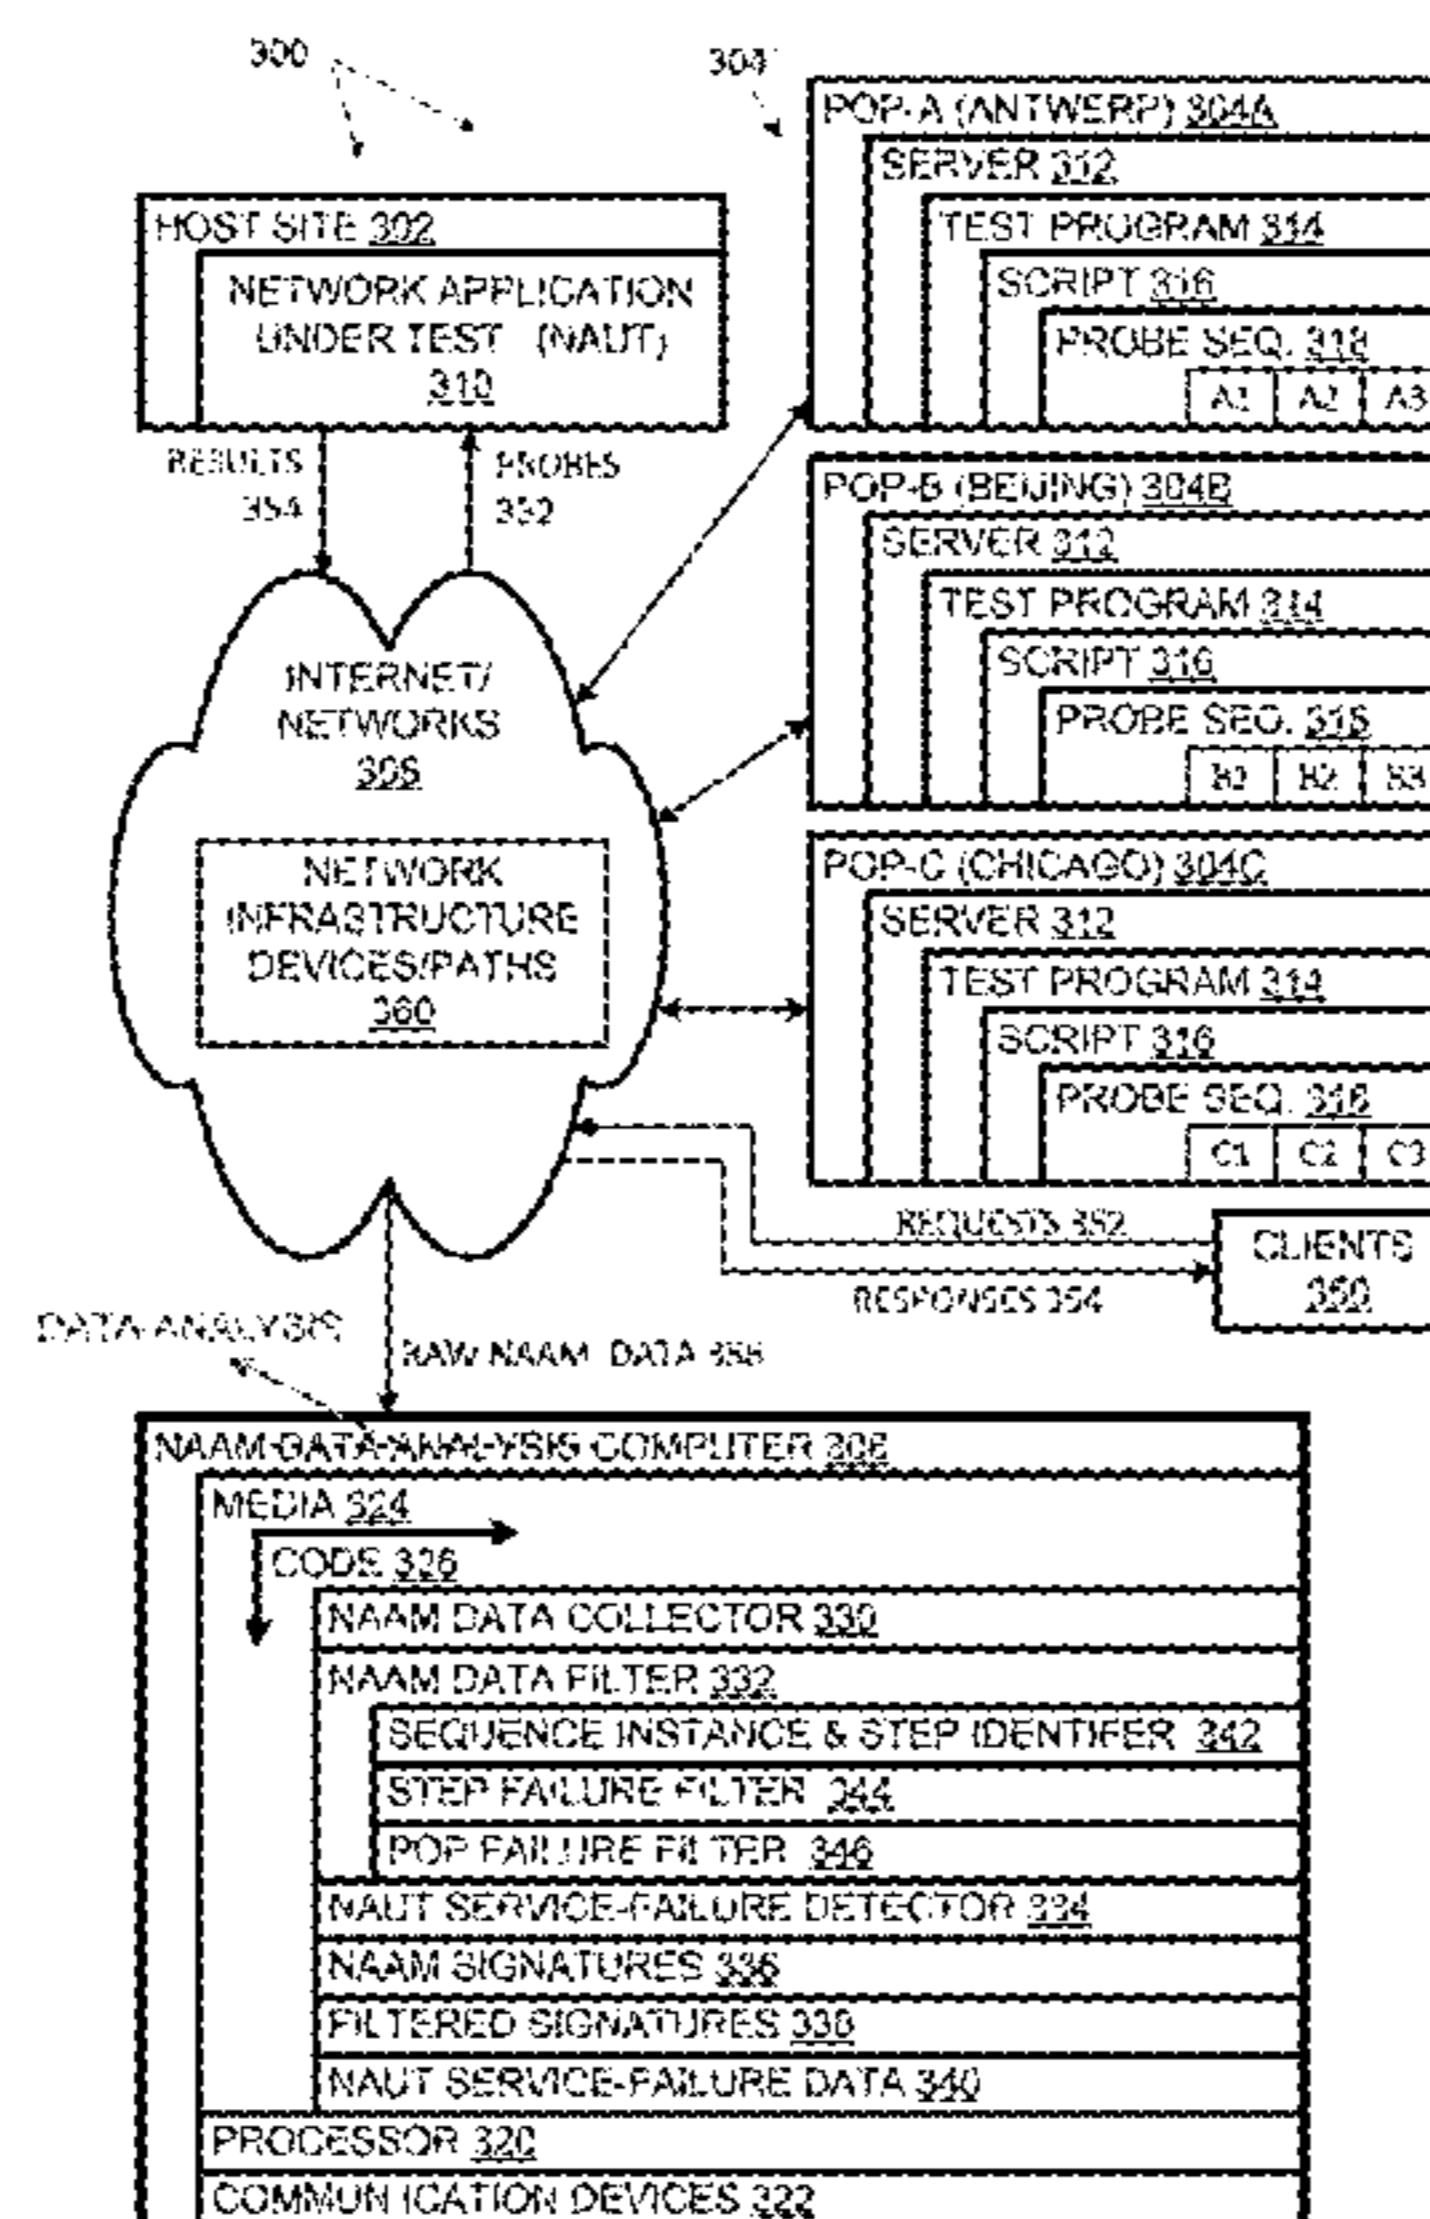 300
304
HOST SITE 302
NETWORK APPLICATION
UNDER TEST (NAUT)
310
RESULTS
354
PROBES
352
POP-A (ANTWERP) 304A
SERVER 312
TEST PROGRAM 314
SCRIPT 316
PROBE SEQ. 318
A1 A2 A3
POP-B (BEIJING) 304B
SERVER 312
TEST PROGRAM 314
SCRIPT 316
PROBE SEQ. 318
B1 B2 B3
POP-C (CHICAGO) 304C
SERVER 312
TEST PROGRAM 314
SCRIPT 316
PROBE SEQ. 318
C1 C2 C3
INTERNET/
NETWORKS
308
NETWORK
INFRASTRUCTURE
DEVICES/PATHS
360
REQUESTS 352
RESPONSES 354
CLIENTS
350
DATA ANALYSIS
RAW NAAM DATA
NAAM DATA ANALYSIS COMPUTER 306
MEDIA 324
CODE 326
NAAM DATA COLLECTOR 330
NAAM DATA FILTER 332
SEQUENCE INSTANCE & STEP IDENTIFER 342
STEP FAILURE FILTER 344
POP FAILURE FILTER 346
NAUT SERVICE-FAILURE DETECTOR 334
NAAM SIGNATURES 336
FILTERED SIGNATURES 338
NAUT SERVICE-FAILURE DATA 340
PROCESSOR 320
COMMUNICATION DEVICES 322